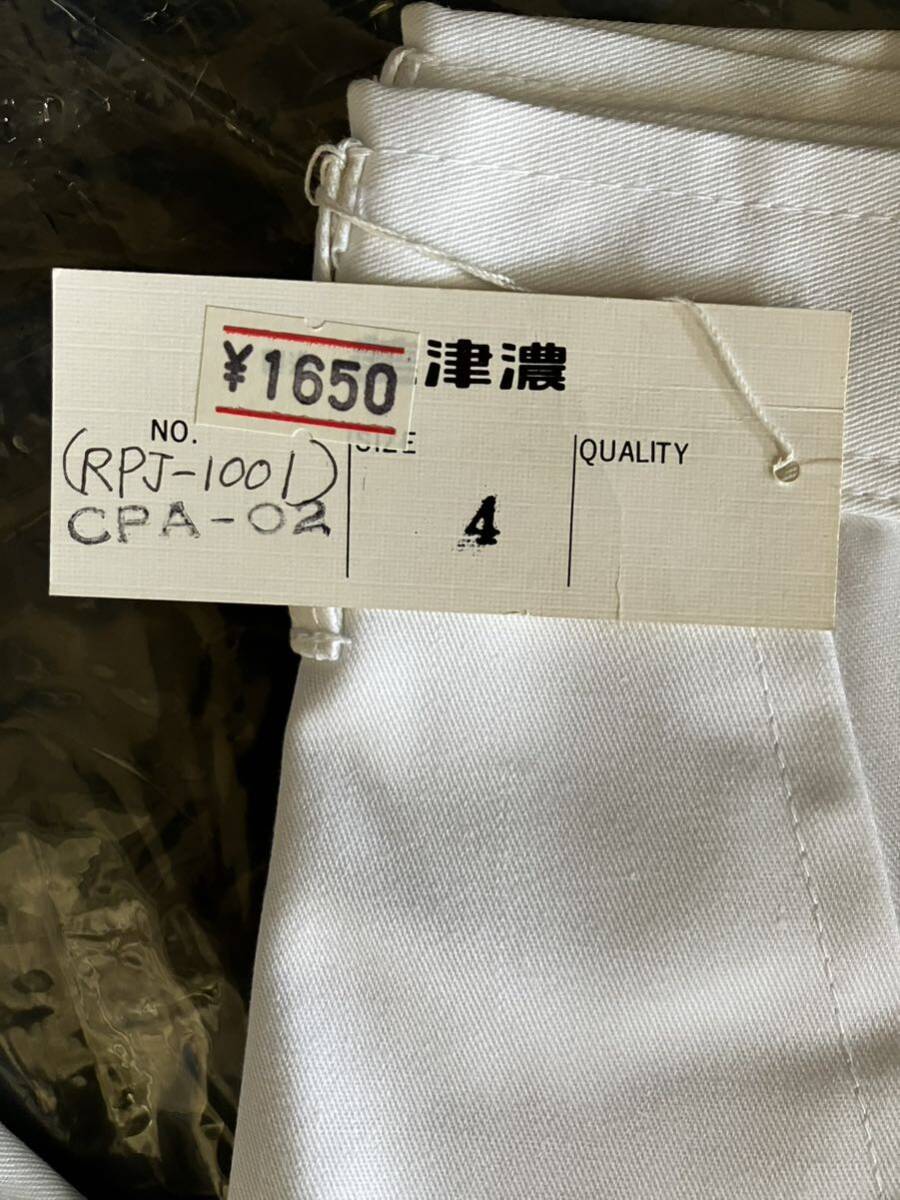 ¥1650
津濃
NO.
SIZE
QUALITY
(RPJ-1001)
CPA-02
4